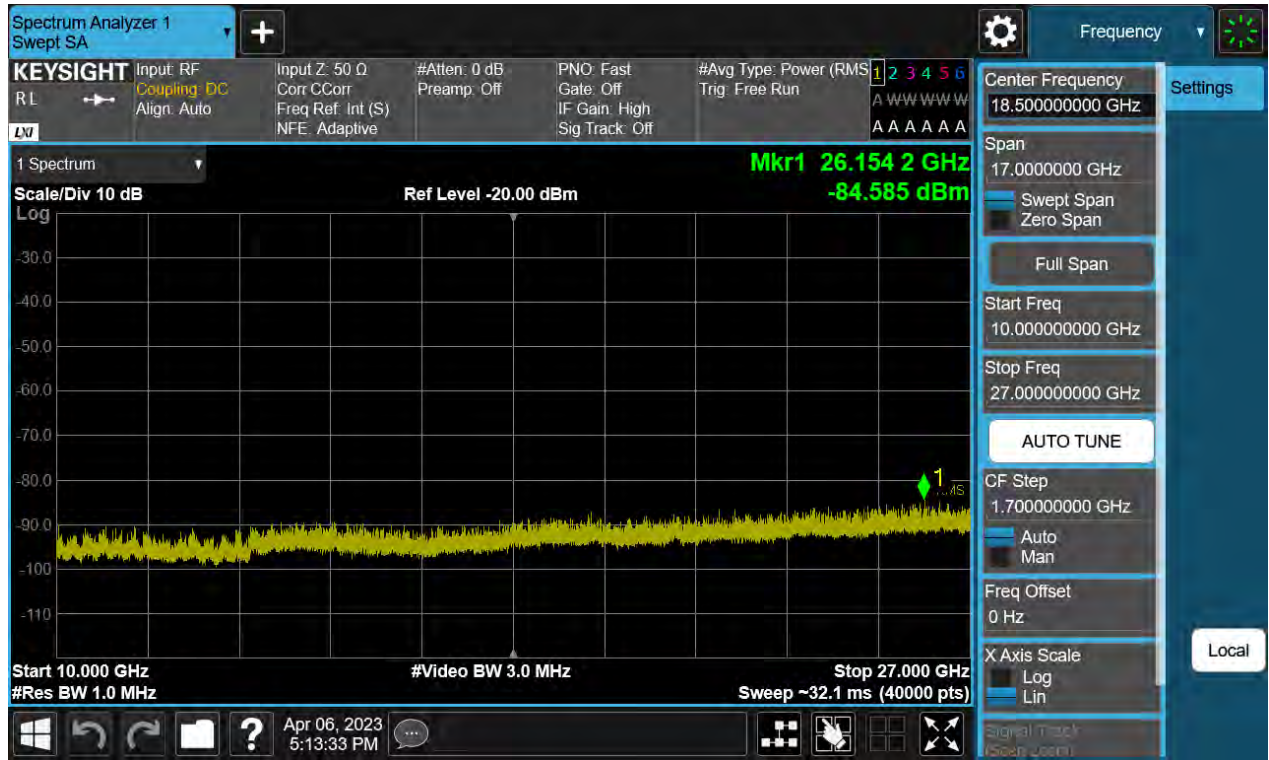 Spectrum Analyzer 1
Swept SA
Frequency
KEYSIGHT
RL
LXI
Input: RF
Coupling: DC
Align: Auto
Input Z: 50 Ω
Corr CCorr
Freq Ref: Int (S)
NFE: Adaptive
#Atten: 0 dB
Preamp: Off
PNO: Fast
Gate: Off
IF Gain: High
Sig Track: Off
#Avg Type: Power (RMS
Trig: Free Run
1 2 3 4 5 6
A W W W W W
A A A A A A
1 Spectrum
Mkr1 26.154 2 GHz
-84.585 dBm
Scale/Div 10 dB
Ref Level -20.00 dBm
Log
-30.0
-40.0
-50.0
-60.0
-70.0
-80.0
-90.0
-100
-110
1
RMS
Start 10.000 GHz
#Video BW 3.0 MHz
Stop 27.000 GHz
#Res BW 1.0 MHz
Sweep ~32.1 ms (40000 pts)
Center Frequency
18.500000000 GHz
Settings
Span
17.0000000 GHz
Swept Span
Zero Span
Full Span
Start Freq
10.000000000 GHz
Stop Freq
27.000000000 GHz
AUTO TUNE
CF Step
1.700000000 GHz
Auto
Man
Freq Offset
0 Hz
X Axis Scale
Log
Lin
Local
Signal Track
(Span Zoom)
?
Apr 06, 2023
5:13:33 PM